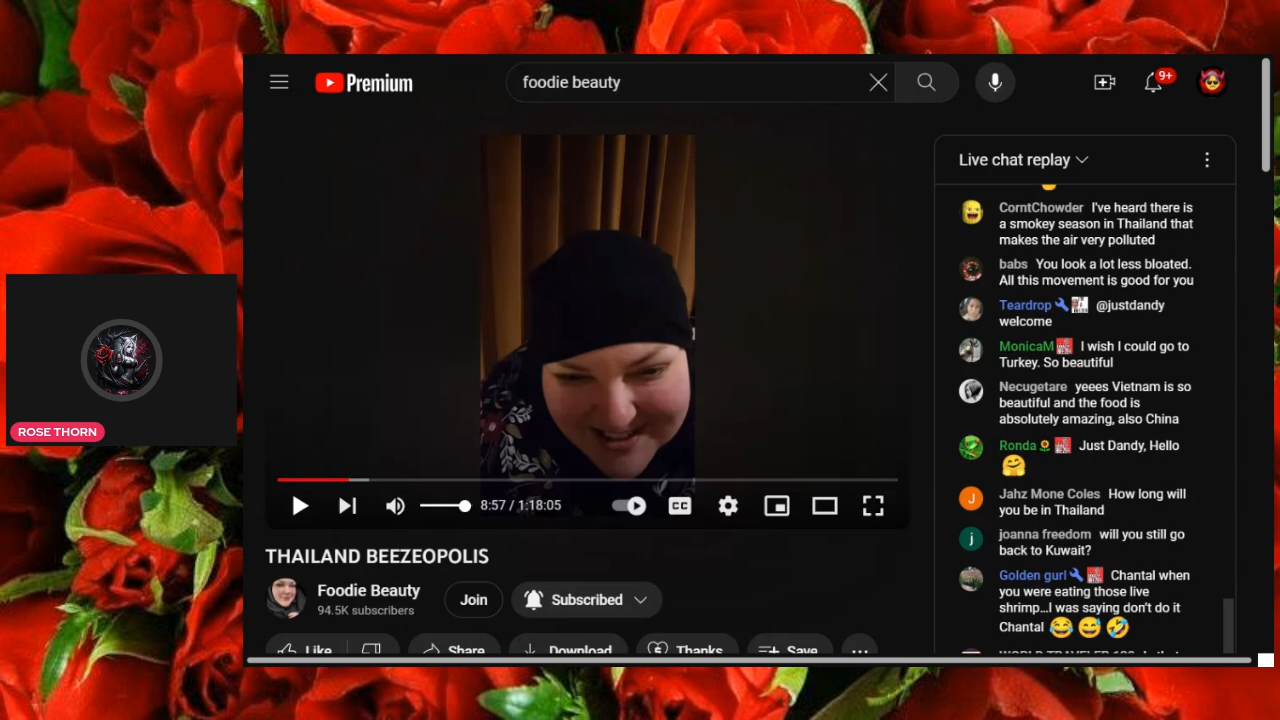 Premium
foodie beauty
9+
Live chat replay
CorntChowder I've heard there is
a smokey season in Thailand that
makes the air very polluted
babs You look a lot less bloated.
All this movement is good for you
Teardrop @justdandy
welcome
MonicaM I wish I could go to
Turkey. So beautiful
Necugetare yeees Vietnam is so
beautiful and the food is
absolutely amazing, also China
Ronda Just Dandy, Hello
Jahz Mone Coles How long will
you be in Thailand
joanna freedom will you still go
back to Kuwait?
Golden gurl Chantal when
you were eating those live
shrimp...I was saying don't do it
Chantal
ROSE THORN
8:57 / 1:18:05
CC
THAILAND BEEZEOPOLIS
Foodie Beauty
94.5K subscribers
Join
Subscribed
Like
Share
Download
Thanks
Save